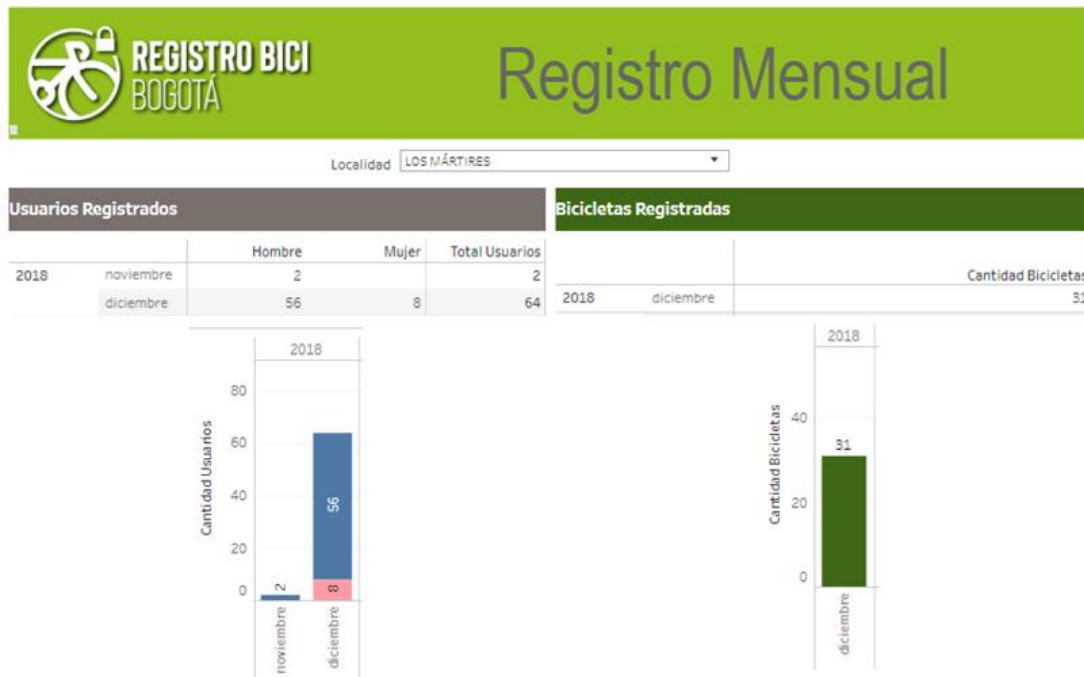 REGISTRO BICI
BOGOTÁ
Registro Mensual
Localidad LOS MÁRTIRES
Usuarios Registrados
Hombre Mujer Total Usuarios
2018 noviembre 2 2
diciembre 56 8 64
Bicicletas Registradas
Cantidad Bicicletas
2018 diciembre 31
2018
Cantidad Usuarios
80
60
40
20
0
2
56
8
noviembre
diciembre
2018
Cantidad Bicicletas
40
20
0
31
diciembre